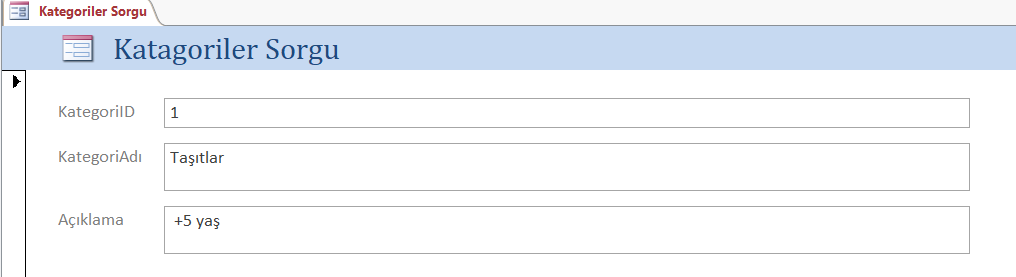 Kategoriler Sorgu
Katagoriler Sorgu
KategoriID 1
KategoriAdı Taşıtlar
Açıklama +5 yaş